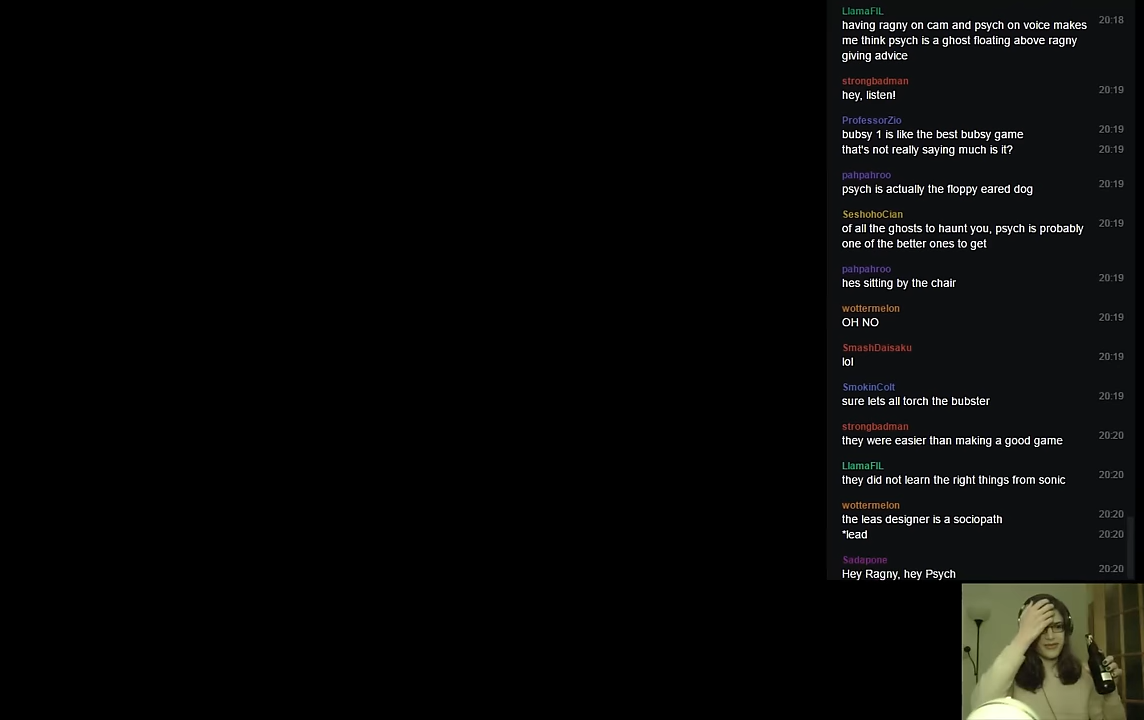 LlamaFIL
having ragny on cam and psych on voice makes 20:18
me think psych is a ghost floating above ragny
giving advice
strongbadman
hey, listen! 20:19
ProfessorZio
bubsy 1 is like the best bubsy game 20:19
that's not really saying much is it? 20:19
pahpahroo
psych is actually the floppy eared dog 20:19
SeshohoCian
of all the ghosts to haunt you, psych is probably 20:19
one of the better ones to get
pahpahroo
hes sitting by the chair 20:19
wottermelon
OH NO 20:19
SmashDaisaku
lol 20:19
SmokinColt
sure lets all torch the bubster 20:19
strongbadman
they were easier than making a good game 20:20
LlamaFIL
they did not learn the right things from sonic 20:20
wottermelon
the leas designer is a sociopath 20:20
*lead 20:20
Sadapone
Hey Ragny, hey Psych 20:20